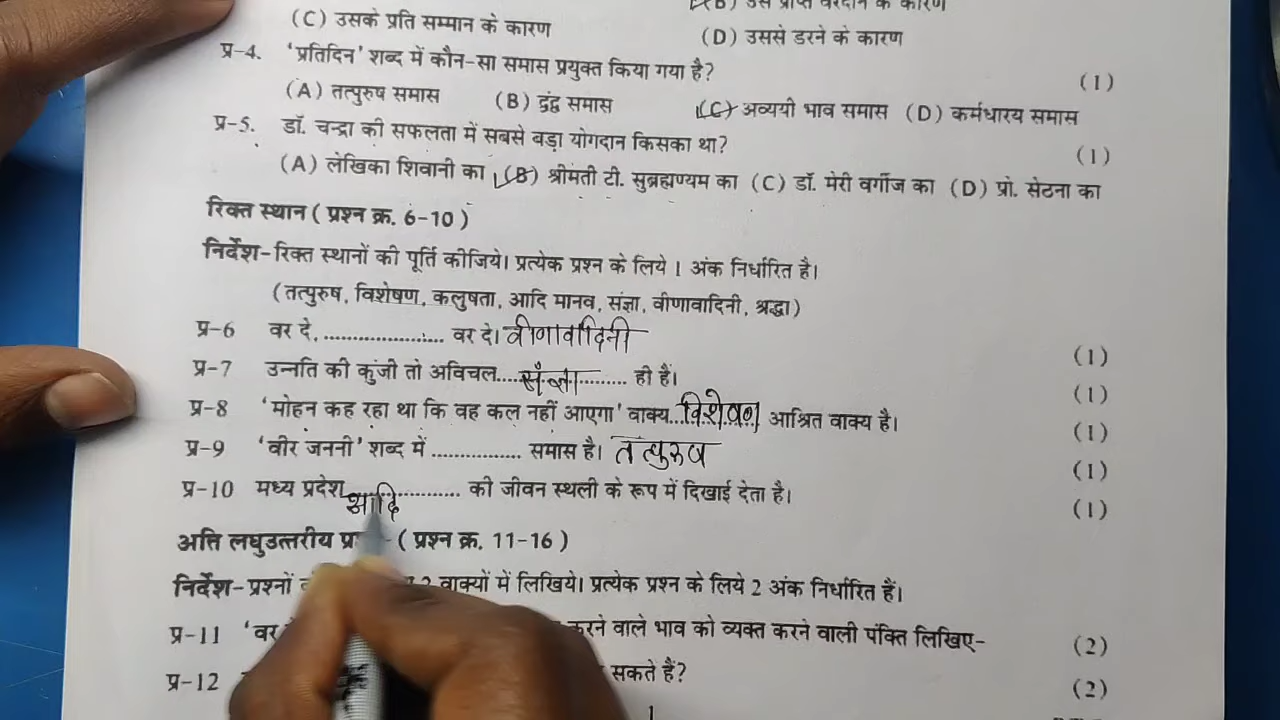 (B) उसे प्राप्त वरदान के कारण
(C) उसके प्रति सम्मान के कारण (D) उससे डरने के कारण
प्र-4. 'प्रतिदिन' शब्द में कौन-सा समास प्रयुक्त किया गया है? (1)
(A) तत्पुरुष समास (B) द्वंद्व समास (C) अव्ययी भाव समास (D) कर्मधारय समास
प्र-5. डॉ. चन्द्रा की सफलता में सबसे बड़ा योगदान किसका था? (1)
(A) लेखिका शिवानी का (B) श्रीमती टी. सुब्रह्मण्यम का (C) डॉ. मेरी वर्गीज का (D) प्रो. सेठना का
रिक्त स्थान ( प्रश्न क्र. 6-10 )
निर्देश-रिक्त स्थानों की पूर्ति कीजिये। प्रत्येक प्रश्न के लिये 1 अंक निर्धारित है।
(तत्पुरुष, विशेषण, कलुषता, आदि मानव, संज्ञा, वीणावादिनी, श्रद्धा)
प्र-6 वर दे, ..................... वर दे। वीणावादिनी (1)
प्र-7 उन्नति की कुंजी तो अविचल.....संज्ञा......... ही हैं। (1)
प्र-8 'मोहन कह रहा था कि वह कल नहीं आएगा' वाक्य...विशेषण आश्रित वाक्य है। (1)
प्र-9 'वीर जननी' शब्द में ................ समास है। तत्पुरुष (1)
प्र-10 मध्य प्रदेश आदि ............ की जीवन स्थली के रूप में दिखाई देता है। (1)
अति लघुउत्तरीय ( प्रश्न क्र. 11-16 )
निर्देश-प्रश्नों वाक्यों में लिखिये। प्रत्येक प्रश्न के लिये 2 अंक निर्धारित हैं।
प्र-11 'वर करने वाले भाव को व्यक्त करने वाली पंक्ति लिखिए- (2)
प्र-12 सकते हैं? (2)
1